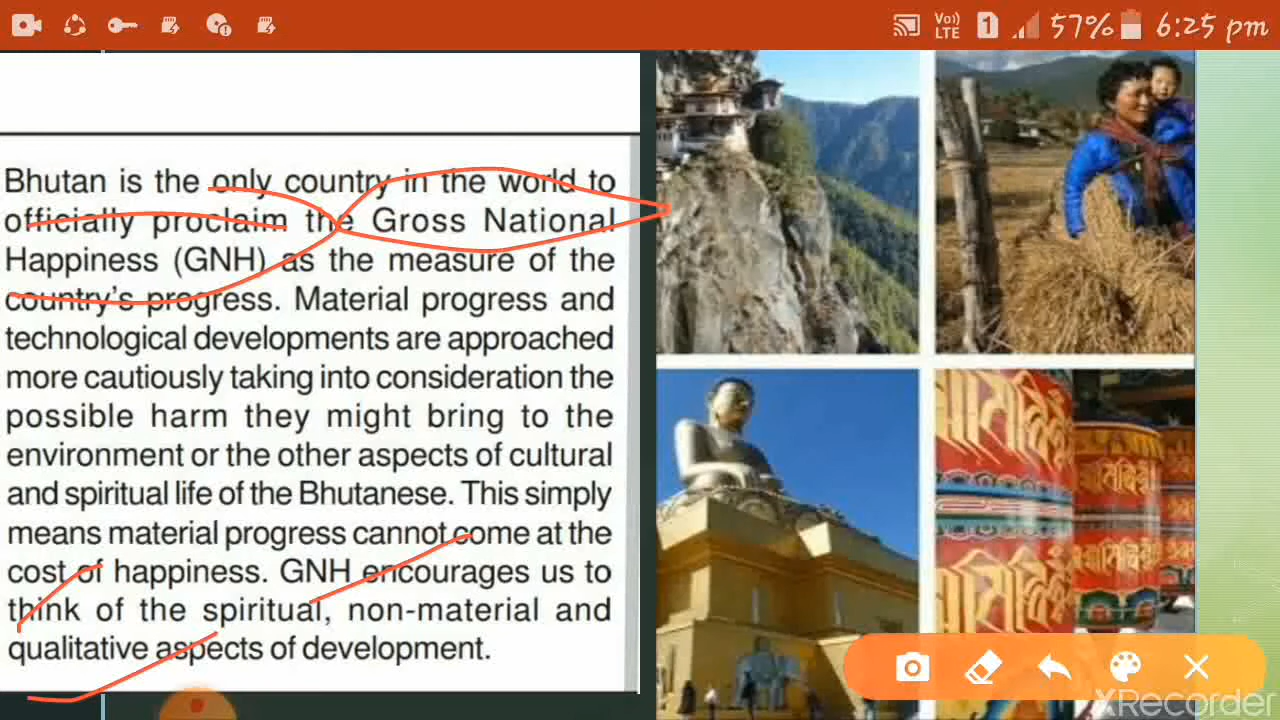 Vo)) LTE 1 57% 6:25 pm
Bhutan is the only country in the world to
officially proclaim the Gross National
Happiness (GNH) as the measure of the
country's progress. Material progress and
technological developments are approached
more cautiously taking into consideration the
possible harm they might bring to the
environment or the other aspects of cultural
and spiritual life of the Bhutanese. This simply
means material progress cannot come at the
cost of happiness. GNH encourages us to
think of the spiritual, non-material and
qualitative aspects of development.
XRecorder